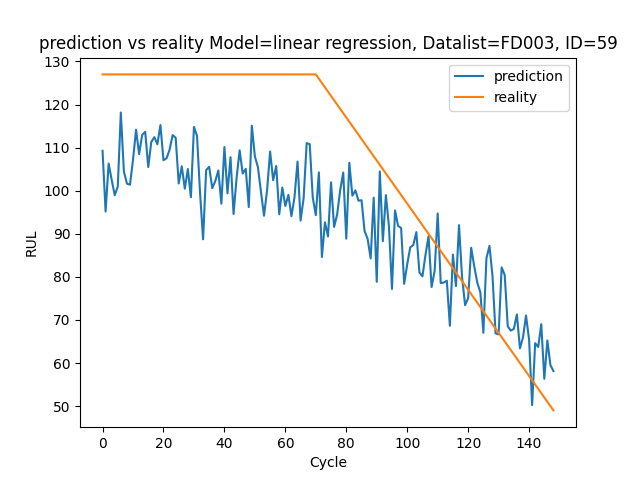 prediction vs reality Model=linear regression, Datalist=FD003, ID=59
prediction
reality
RUL
130
120
110
100
90
80
70
60
50
0 20 40 60 80 100 120 140
Cycle